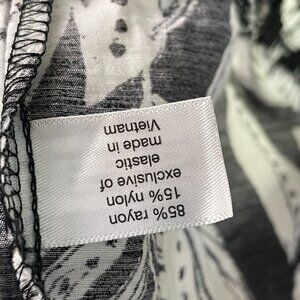 85% rayon
15% nylon
exclusive of
elastic
made in
Vietnam